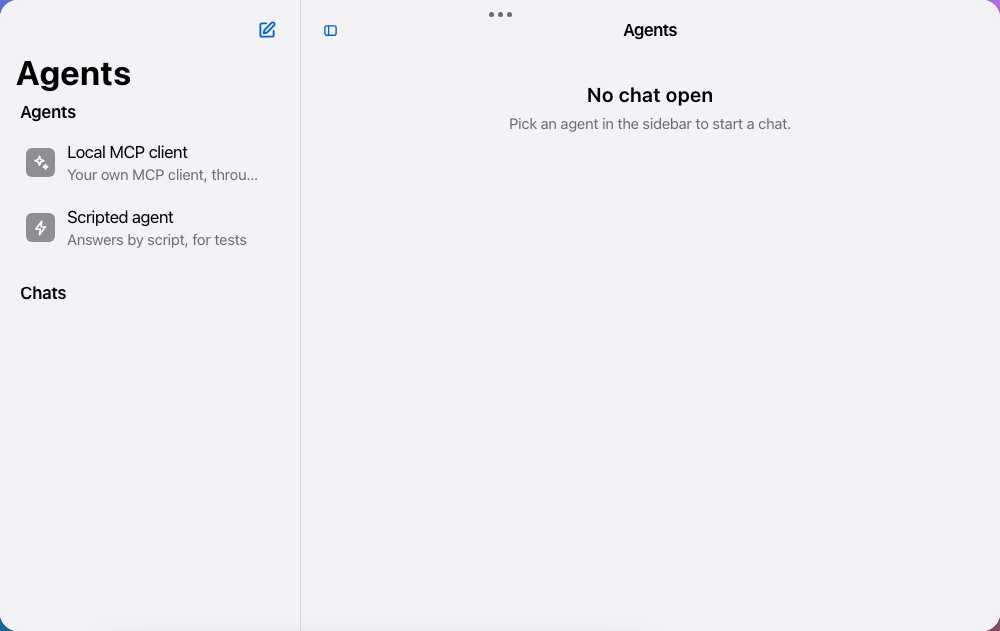 Agents
Agents
Agents
Local MCP client
Your own MCP client, throu...
Scripted agent
Answers by script, for tests
Chats
No chat open
Pick an agent in the sidebar to start a chat.